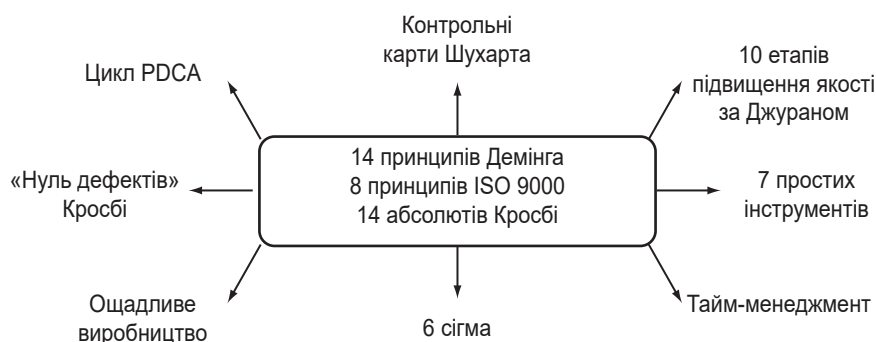 Контрольні
карти Шухарта
Цикл PDCA
10 етапів
підвищення якості
за Джураном
14 принципів Демінга
8 принципів ISO 9000
14 абсолютів Кросбі
«Нуль дефектів»
Кросбі
7 простих
інструментів
Ощадливе
виробництво
6 сігма
Тайм-менеджмент